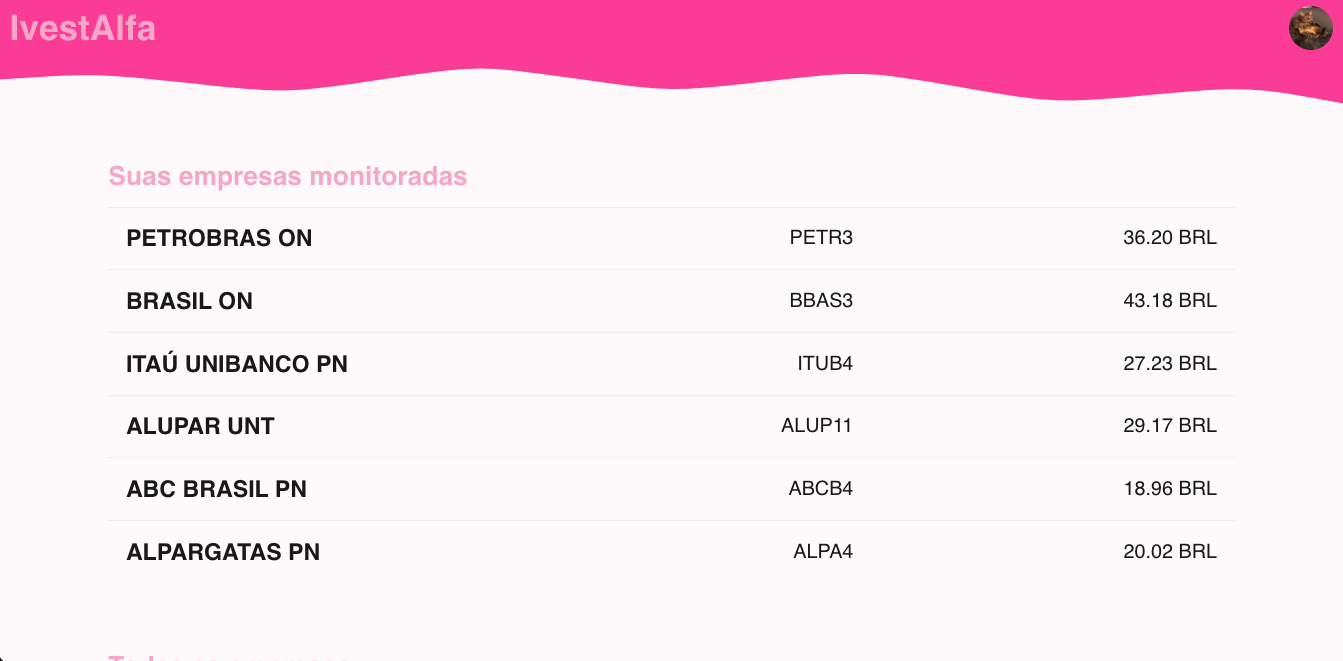 IvestAlfa
Suas empresas monitoradas
PETROBRAS ON PETR3 36.20 BRL
BRASIL ON BBAS3 43.18 BRL
ITAÚ UNIBANCO PN ITUB4 27.23 BRL
ALUPAR UNT ALUP11 29.17 BRL
ABC BRASIL PN ABCB4 18.96 BRL
ALPARGATAS PN ALPA4 20.02 BRL